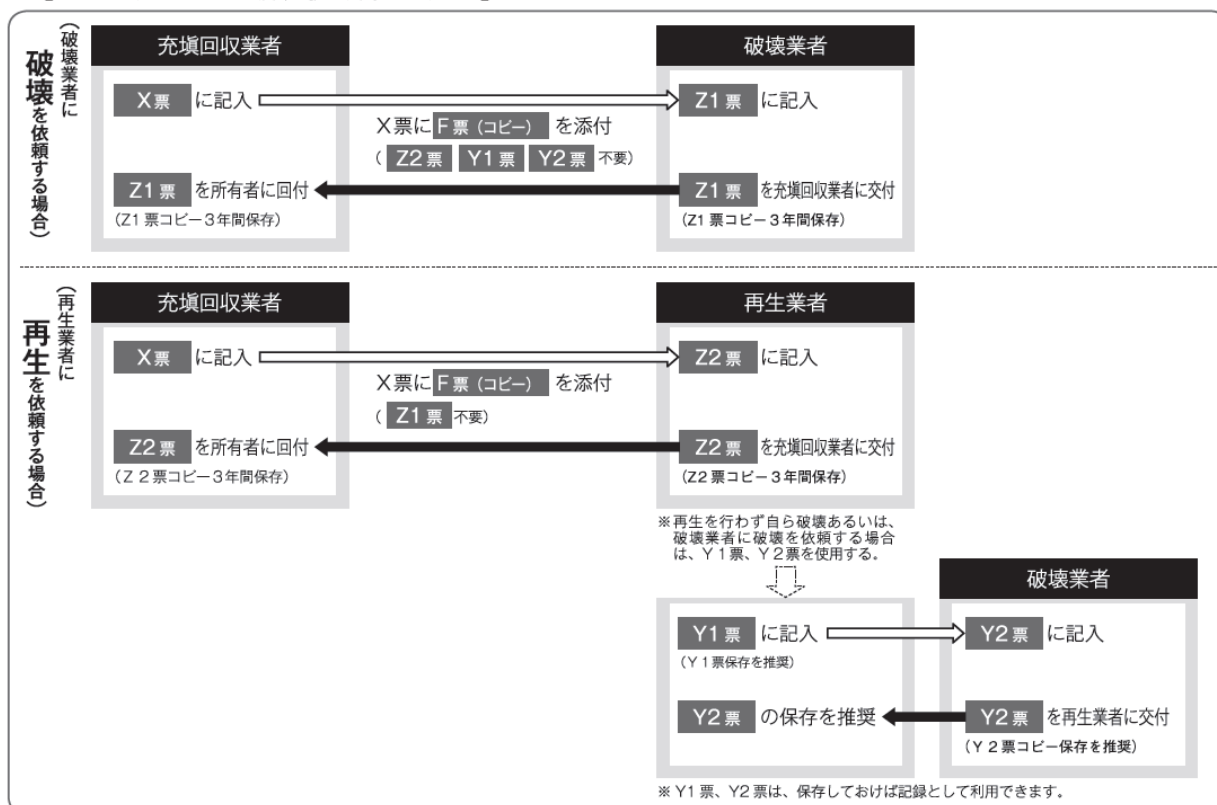 (破壊業者に
破壊を依頼する場合)
充塡回収業者
破壊業者
X票 に記入
Z1票 に記入
X票に F票(コピー) を添付
( Z2票 Y1票 Y2票 不要)
Z1票 を所有者に回付
(Z1票コピー3年間保存)
Z1票 を充塡回収業者に交付
(Z1票コピー3年間保存)
(再生業者に
再生を依頼する場合)
充塡回収業者
再生業者
X票 に記入
Z2票 に記入
X票に F票(コピー) を添付
( Z1票 不要)
Z2票 を所有者に回付
(Z2票コピー3年間保存)
Z2票 を充塡回収業者に交付
(Z2票コピー3年間保存)
※再生を行わず自ら破壊あるいは、
破壊業者に破壊を依頼する場合
は、Y1票、Y2票を使用する。
破壊業者
Y1票 に記入
(Y1票保存を推奨)
Y2票 に記入
Y2票 の保存を推奨
Y2票 を再生業者に交付
(Y2票コピー保存を推奨)
※ Y1票、Y2票は、保存しておけば記録として利用できます。